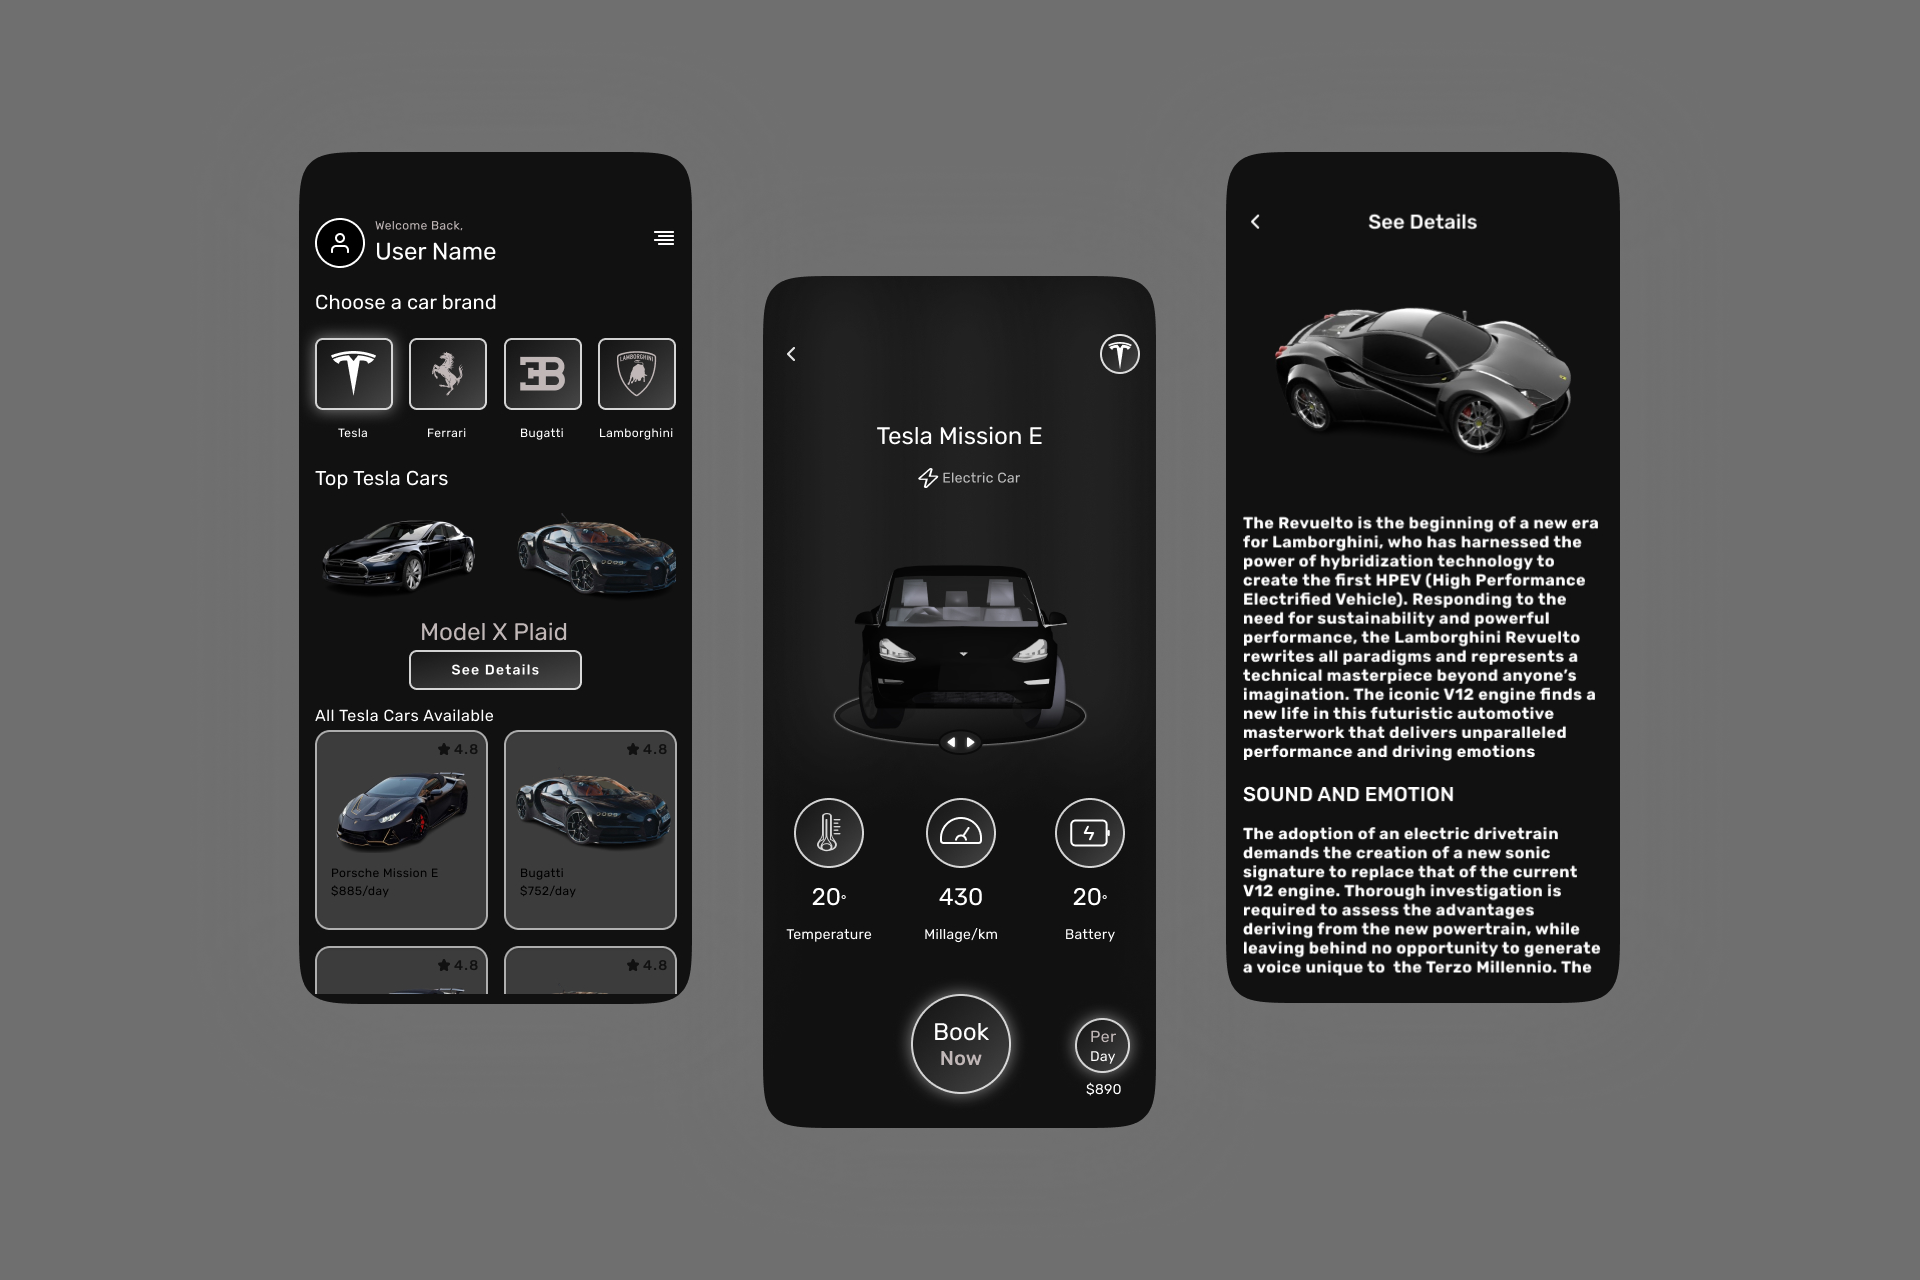 Welcome Back,
User Name
Choose a car brand
LAMBORGHINI
Tesla
Ferrari
Bugatti
Lamborghini
Top Tesla Cars
Model X Plaid
See Details
All Tesla Cars Available
4.8
4.8
Porsche Mission E
$885/day
Bugatti
$752/day
4.8
4.8
Tesla Mission E
Electric Car
20°
430
20°
Temperature
Millage/km
Battery
Book
Now
Per
Day
$890
See Details
The Revuelto is the beginning of a new era
for Lamborghini, who has harnessed the
power of hybridization technology to
create the first HPEV (High Performance
Electrified Vehicle). Responding to the
need for sustainability and powerful
performance, the Lamborghini Revuelto
rewrites all paradigms and represents a
technical masterpiece beyond anyone’s
imagination. The iconic V12 engine finds a
new life in this futuristic automotive
masterwork that delivers unparalleled
performance and driving emotions
SOUND AND EMOTION
The adoption of an electric drivetrain
demands the creation of a new sonic
signature to replace that of the current
V12 engine. Thorough investigation is
required to assess the advantages
deriving from the new powertrain, while
leaving behind no opportunity to generate
a voice unique to  the Terzo Millennio. The